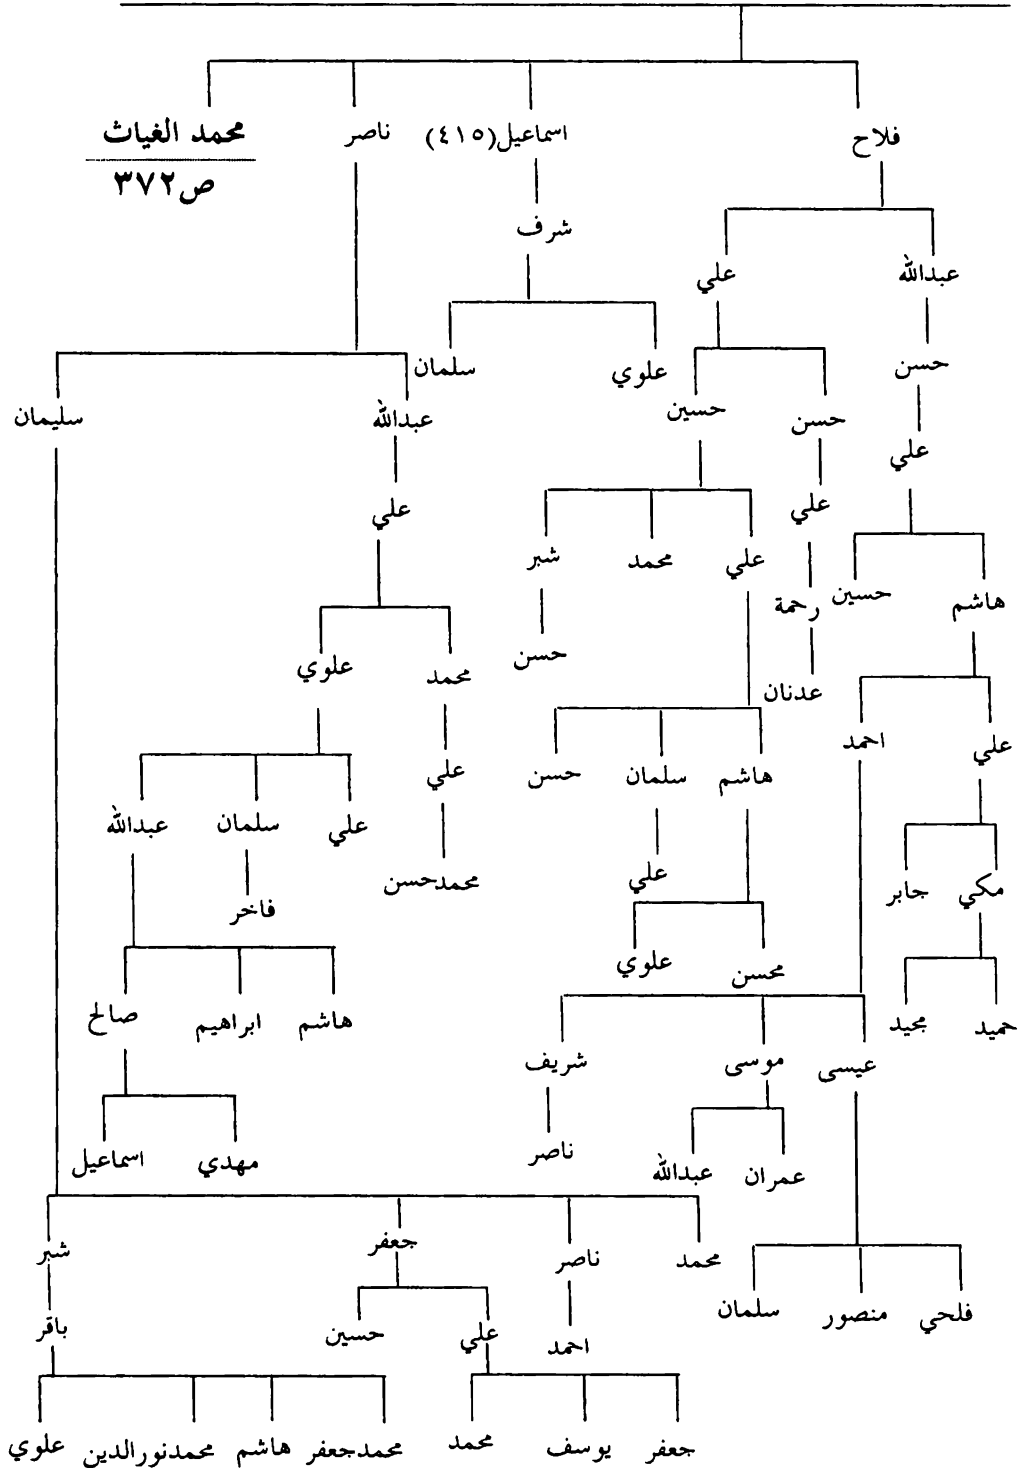 فلاح
اسماعيل(٤١٥)
ناصر
محمد الغياث
ص٣٧٢
شرف
عبدالله
علي
حسن
علوي
سلمان
عبدالله
سليمان
حسن
حسين
علي
علي
علي
علي
محمد
شبر
هاشم
حسين
رحمة
حسن
محمد
علوي
عدنان
علي
احمد
هاشم
سلمان
حسن
علي
علي
سلمان
عبدالله
مكي
جابر
علي
محمدحسن
فاخر
محسن
علوي
حميد
مجيد
هاشم
ابراهيم
صالح
عيسى
موسى
شريف
عمران
عبدالله
ناصر
مهدي
اسماعيل
محمد
ناصر
جعفر
شبر
فلحي
منصور
سلمان
احمد
علي
حسين
باقر
جعفر
يوسف
محمد
محمدجعفر
هاشم
محمدنورالدين
علوي